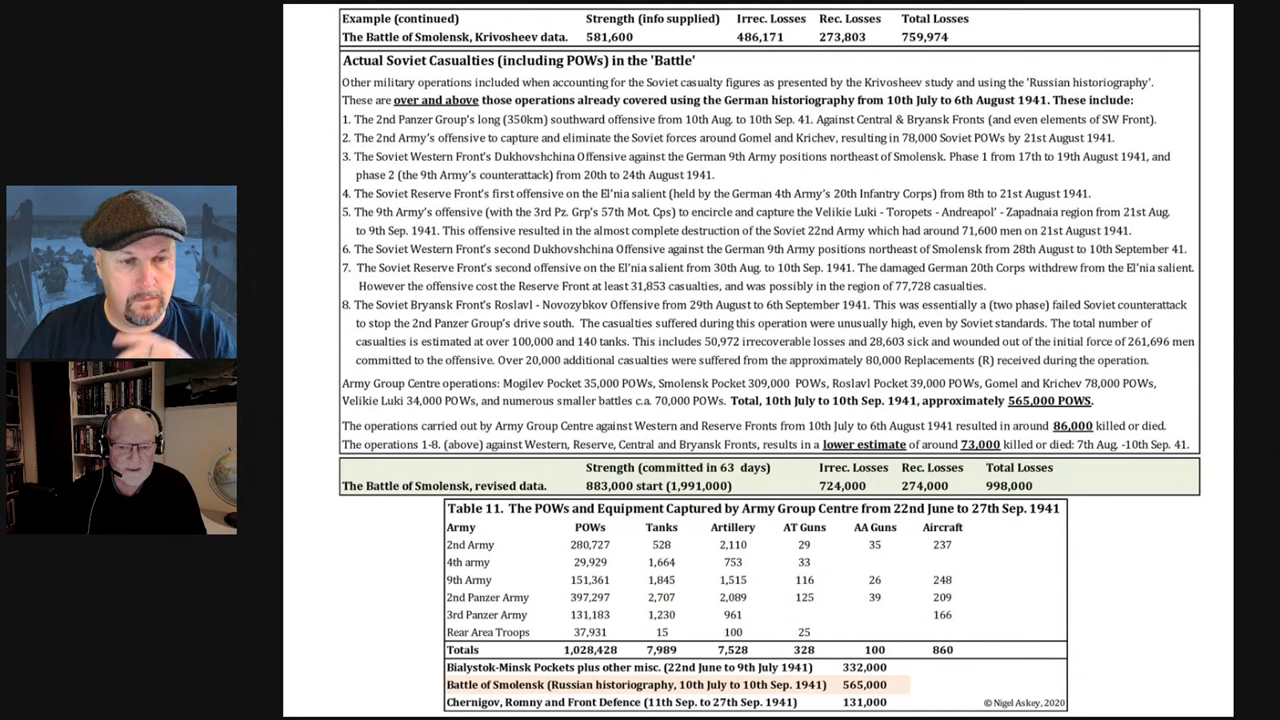 Example (continued) Strength (info supplied) Irrec. Losses Rec. Losses Total Losses
The Battle of Smolensk, Krivosheev data. 581,600 486,171 273,803 759,974
Actual Soviet Casualties (including POWs) in the 'Battle'
Other military operations included when accounting for the Soviet casualty figures as presented by the Krivosheev study and using the 'Russian historiography'.
These are over and above those operations already covered using the German historiography from 10th July to 6th August 1941. These include:
1. The 2nd Panzer Group's long (350km) southward offensive from 10th Aug. to 10th Sep. 41. Against Central & Bryansk Fronts (and even elements of SW Front).
2. The 2nd Army's offensive to capture and eliminate the Soviet forces around Gomel and Krichev, resulting in 78,000 Soviet POWs by 21st August 1941.
3. The Soviet Western Front's Dukhovshchina Offensive against the German 9th Army positions northeast of Smolensk. Phase 1 from 17th to 19th August 1941, and
phase 2 (the 9th Army's counterattack) from 20th to 24th August 1941.
4. The Soviet Reserve Front's first offensive on the El'nia salient (held by the German 4th Army's 20th Infantry Corps) from 8th to 21st August 1941.
5. The 9th Army's offensive (with the 3rd Pz. Grp's 57th Mot. Cps) to encircle and capture the Velikie Luki - Toropets - Andreapol' - Zapadnaia region from 21st Aug.
to 9th Sep. 1941. This offensive resulted in the almost complete destruction of the Soviet 22nd Army which had around 71,600 men on 21st August 1941.
6. The Soviet Western Front's second Dukhovshchina Offensive against the German 9th Army positions northeast of Smolensk from 28th August to 10th September 41.
7. The Soviet Reserve Front's second offensive on the El'nia salient from 30th Aug. to 10th Sep. 1941. The damaged German 20th Corps withdrew from the El'nia salient.
However the offensive cost the Reserve Front at least 31,853 casualties, and was possibly in the region of 77,728 casualties.
8. The Soviet Bryansk Front's Roslavl - Novozybkov Offensive from 29th August to 6th September 1941. This was essentially a (two phase) failed Soviet counterattack
to stop the 2nd Panzer Group's drive south. The casualties suffered during this operation were unusually high, even by Soviet standards. The total number of
casualties is estimated at over 100,000 and 140 tanks. This includes 50,972 irrecoverable losses and 28,603 sick and wounded out of the initial force of 261,696 men
committed to the offensive. Over 20,000 additional casualties were suffered from the approximately 80,000 Replacements (R) received during the operation.
Army Group Centre operations: Mogilev Pocket 35,000 POWs, Smolensk Pocket 309,000 POWs, Roslavl Pocket 39,000 POWs, Gomel and Krichev 78,000 POWs,
Velikie Luki 34,000 POWs, and numerous smaller battles c.a. 70,000 POWs. Total, 10th July to 10th Sep. 1941, approximately 565,000 POWS.
The operations carried out by Army Group Centre against Western and Reserve Fronts from 10th July to 6th August 1941 resulted in around 86,000 killed or died.
The operations 1-8. (above) against Western, Reserve, Central and Bryansk Fronts, results in a lower estimate of around 73,000 killed or died: 7th Aug. -10th Sep. 41.
Strength (committed in 63 days) Irrec. Losses Rec. Losses Total Losses
The Battle of Smolensk, revised data. 883,000 start (1,991,000) 724,000 274,000 998,000
Table 11. The POWs and Equipment Captured by Army Group Centre from 22nd June to 27th Sep. 1941
Army POWs Tanks Artillery AT Guns AA Guns Aircraft
2nd Army 280,727 528 2,110 29 35 237
4th army 29,929 1,664 753 33
9th Army 151,361 1,845 1,515 116 26 248
2nd Panzer Army 397,297 2,707 2,089 125 39 209
3rd Panzer Army 131,183 1,230 961 166
Rear Area Troops 37,931 15 100 25
Totals 1,028,428 7,989 7,528 328 100 860
Bialystok-Minsk Pockets plus other misc. (22nd June to 9th July 1941) 332,000
Battle of Smolensk (Russian historiography, 10th July to 10th Sep. 1941) 565,000
Chernigov, Romny and Front Defence (11th Sep. to 27th Sep. 1941) 131,000
© Nigel Askey, 2020